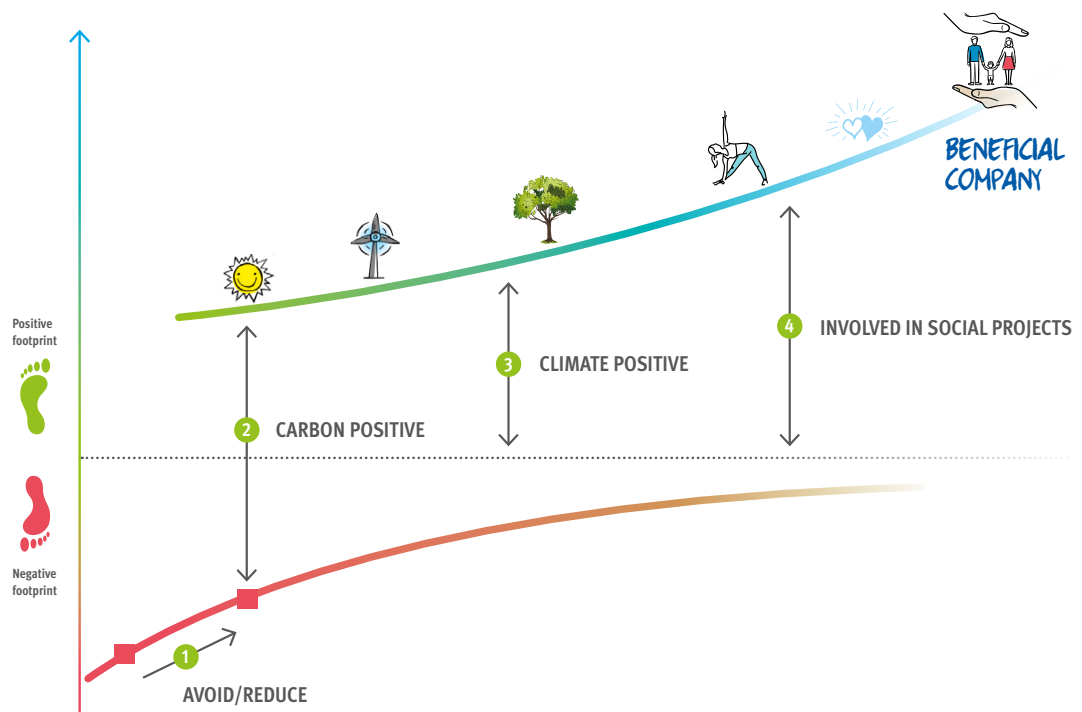 BENEFICIAL
COMPANY
Positive
footprint
4 INVOLVED IN SOCIAL PROJECTS
3 CLIMATE POSITIVE
2 CARBON POSITIVE
Negative
footprint
1
AVOID/REDUCE